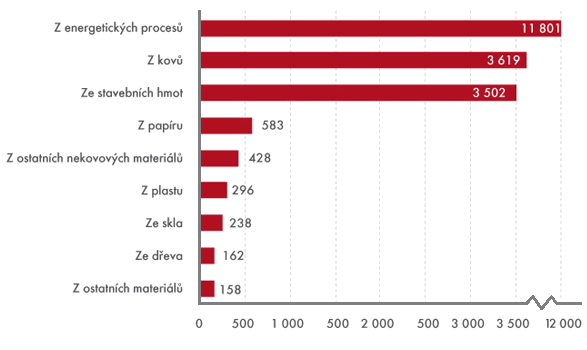 Z energetických procesů 11 801
Z kovů 3 619
Ze stavebních hmot 3 502
Z papíru 583
Z ostatních nekovových materiálů 428
Z plastu 296
Ze skla 238
Ze dřeva 162
Z ostatních materiálů 158
0 500 1 000 500 2 000 500 3 000 3 500 12 000